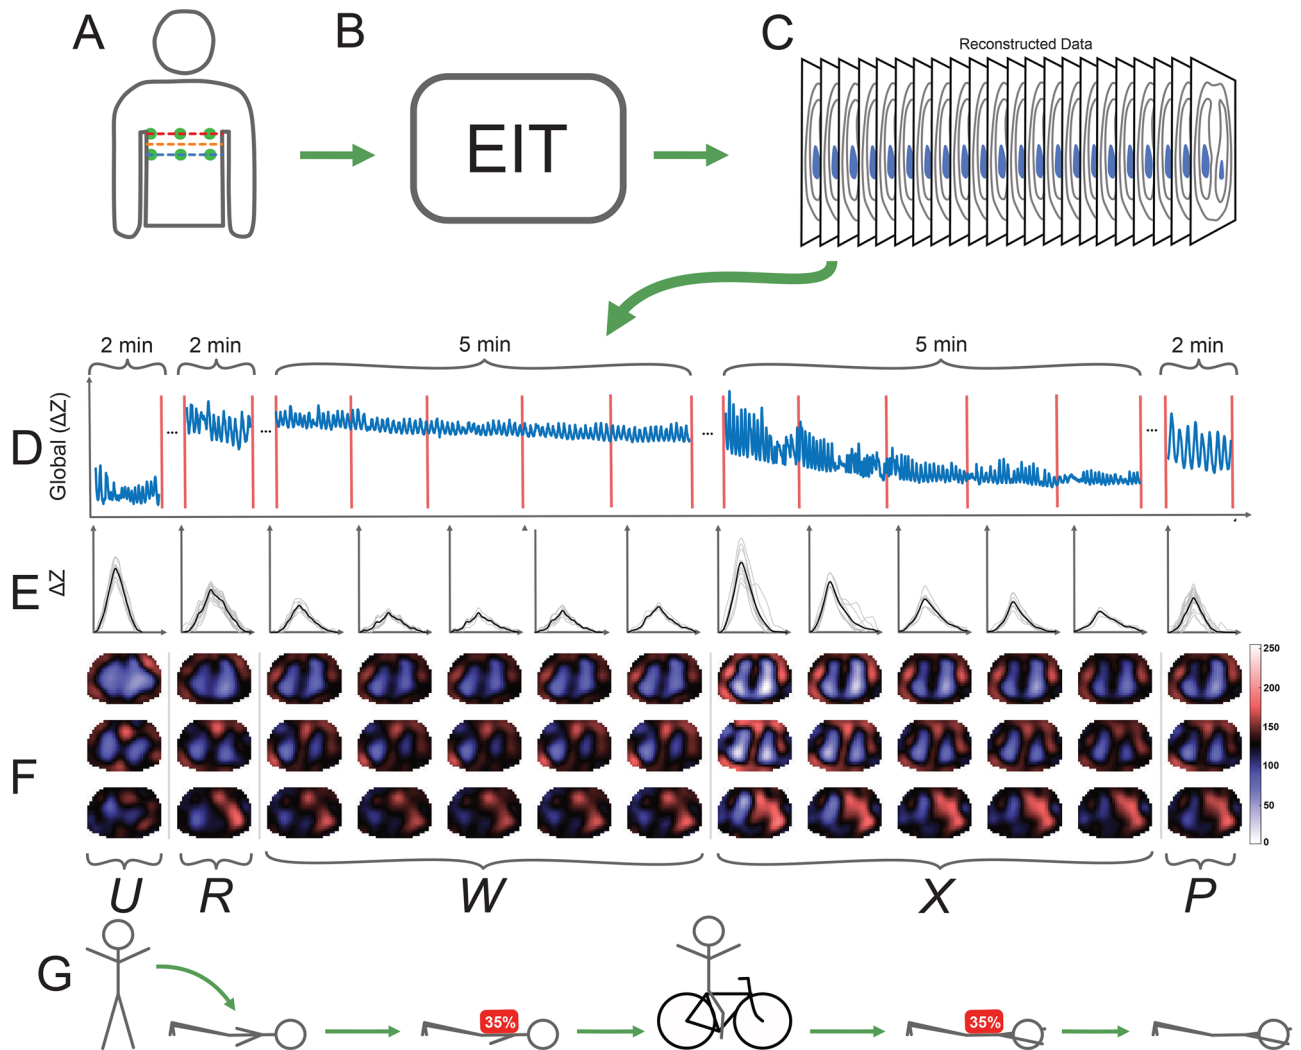 A
B
EIT
C
Reconstructed Data
2 min
2 min
5 min
5 min
2 min
D
Global (ΔZ)
...
...
...
...
E
ΔZ
F
250
200
150
100
50
0
U
R
W
X
P
G
35%
35%